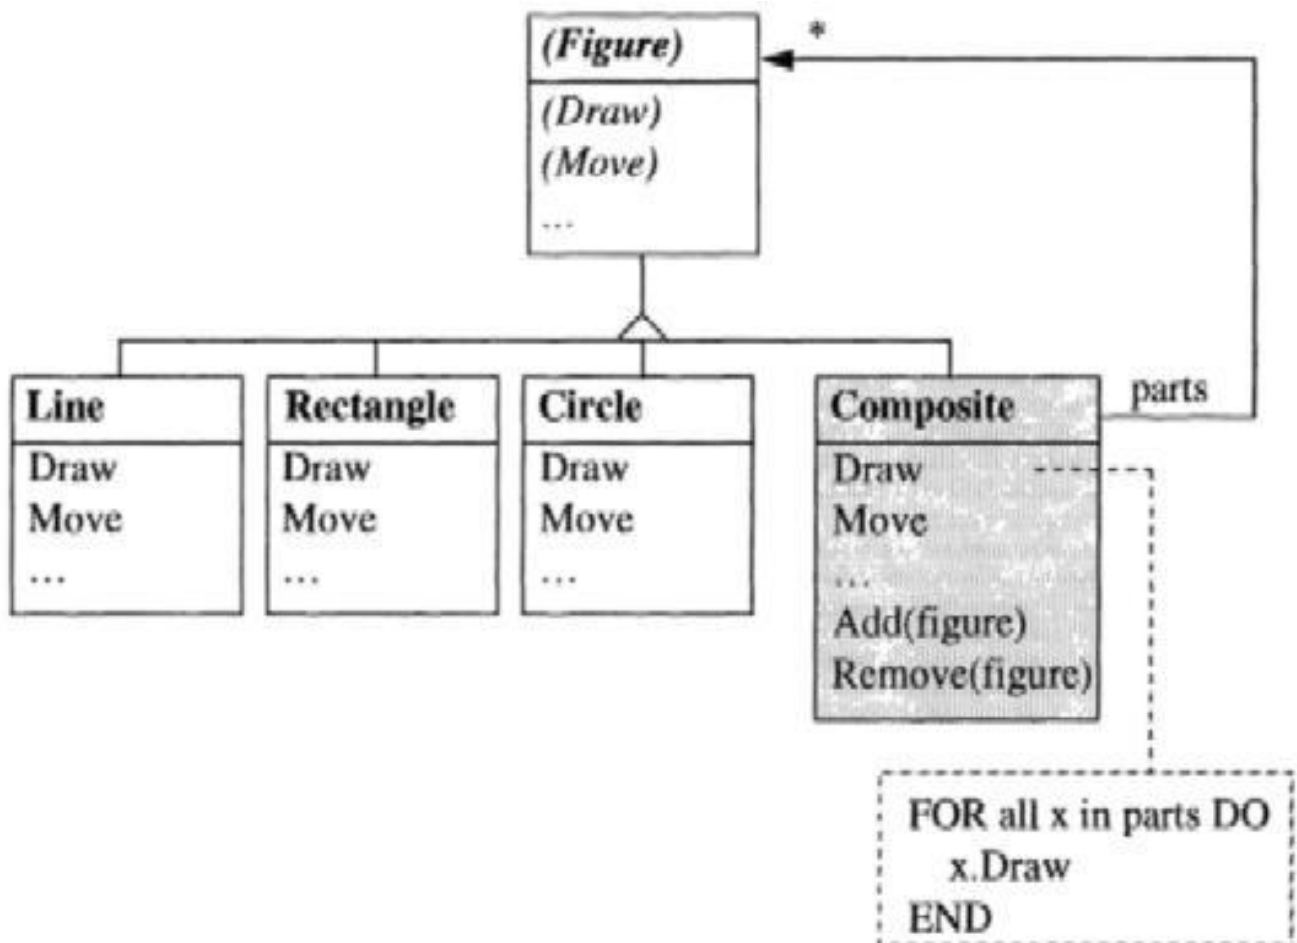 (Figure)
*
(Draw)
(Move)
...
Line
Draw
Move
...
Rectangle
Draw
Move
...
Circle
Draw
Move
...
Composite
Draw
Move
...
Add(figure)
Remove(figure)
parts
FOR all x in parts DO
x.Draw
END